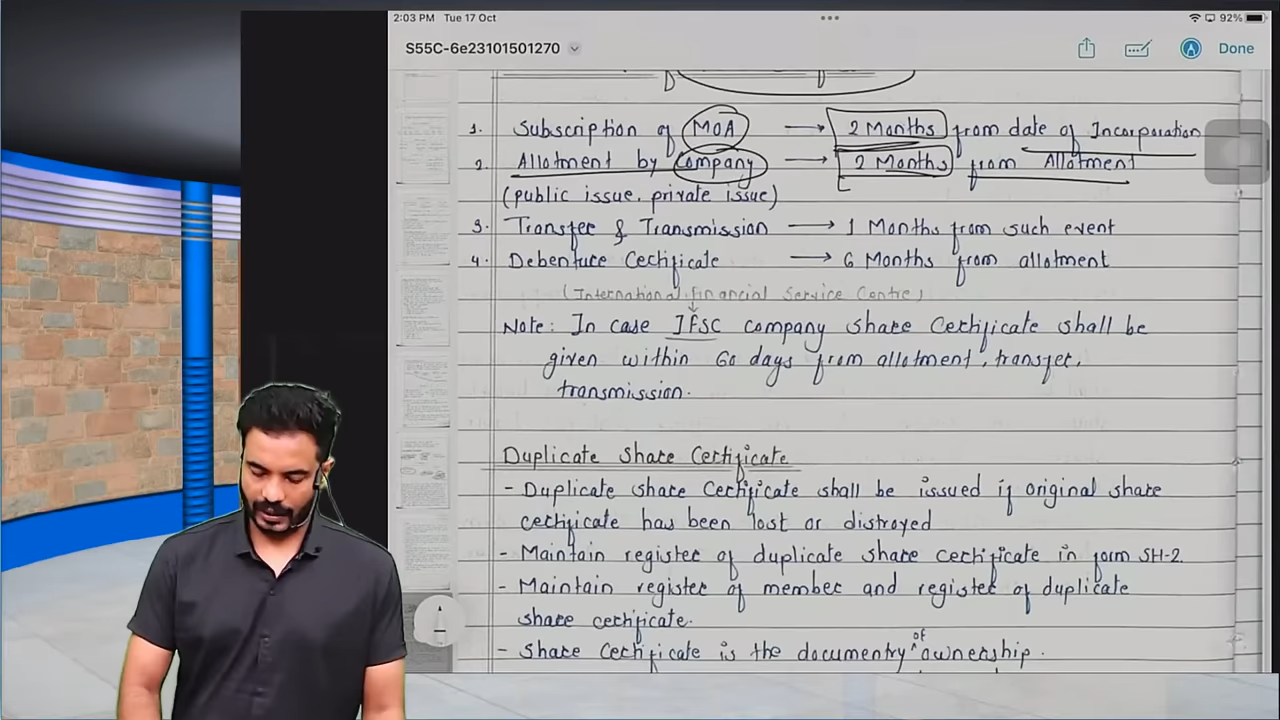 2:03 PM Tue 17 Oct
92%
S55C-6e23101501270
Done
1. Subscription of MOA → 2 Months from date of Incorporation
2. Allotment by Company → 2 Months from Allotment
(public issue, private issue)
3. Transfer & Transmission → 1 Months from such event
4. Debenture Certificate → 6 Months from allotment
(International Financial Service Centre)
Note: In case IFSC company share Certificate shall be
given within 60 days from allotment, transfer,
transmission.
Duplicate share Certificate
- Duplicate share Certificate shall be issued if original share
certificate has been lost or distroyed
- Maintain register of duplicate share certificate in form SH-2.
- Maintain register of member and register of duplicate
share certificate.
- share Certificate is the documentry of ownership.